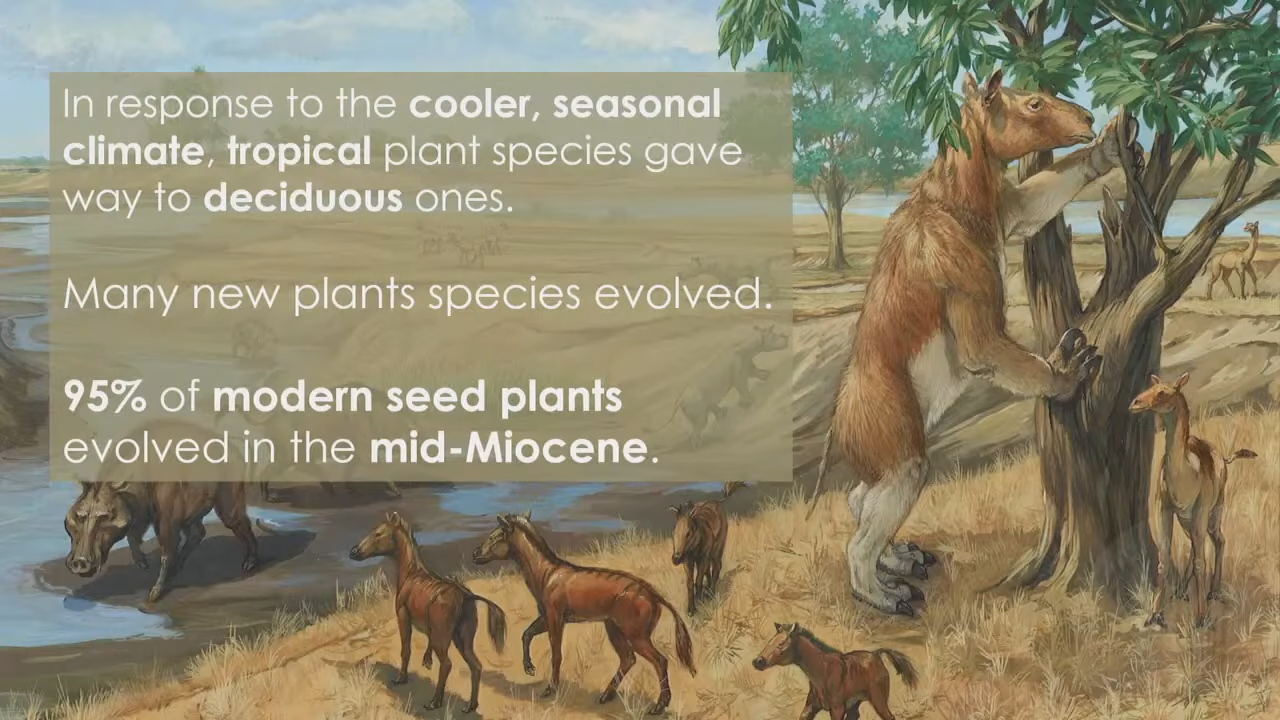 In response to the cooler, seasonal
climate, tropical plant species gave
way to deciduous ones.
Many new plants species evolved.
95% of modern seed plants
evolved in the mid-Miocene.